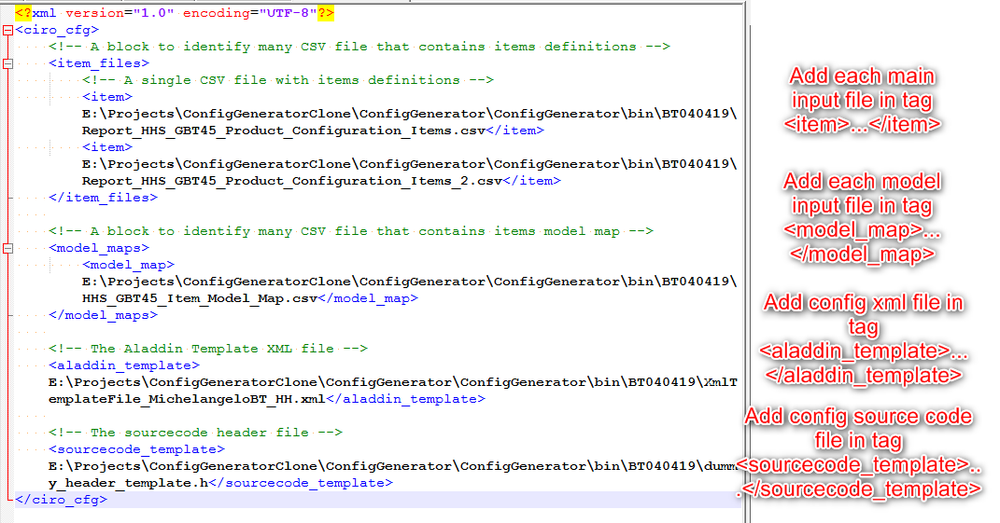 <?xml version="1.0" encoding="UTF-8"?>
<ciro_cfg>
<!-- A block to identify many CSV file that contains items definitions -->
<item_files>
<!-- A single CSV file with items definitions -->
<item>
E:\Projects\ConfigGeneratorClone\ConfigGenerator\ConfigGenerator\bin\BT040419\
Report_HHS_GBT45_Product_Configuration_Items.csv</item>
<item>
E:\Projects\ConfigGeneratorClone\ConfigGenerator\ConfigGenerator\bin\BT040419\
Report_HHS_GBT45_Product_Configuration_Items_2.csv</item>
</item_files>
<!-- A block to identify many CSV file that contains items model map -->
<model_maps>
<model_map>
E:\Projects\ConfigGeneratorClone\ConfigGenerator\ConfigGenerator\bin\BT040419\
HHS_GBT45_Item_Model_Map.csv</model_map>
</model_maps>
<!-- The Aladdin Template XML file -->
<aladdin_template>
E:\Projects\ConfigGeneratorClone\ConfigGenerator\ConfigGenerator\bin\BT040419\XmlT
emplateFile_MichelangeloBT_HH.xml</aladdin_template>
<!-- The sourcecode header file -->
<sourcecode_template>
E:\Projects\ConfigGeneratorClone\ConfigGenerator\ConfigGenerator\bin\BT040419\dumm
y_header_template.h</sourcecode_template>
</ciro_cfg>
Add each main
input file in tag
<item>...</item>
Add each model
input file in tag
<model_map>...
</model_map>
Add config xml file in
tag
<aladdin_template>...
</aladdin_template>
Add config source code
file in tag
<sourcecode_template>..
.</sourcecode_template>